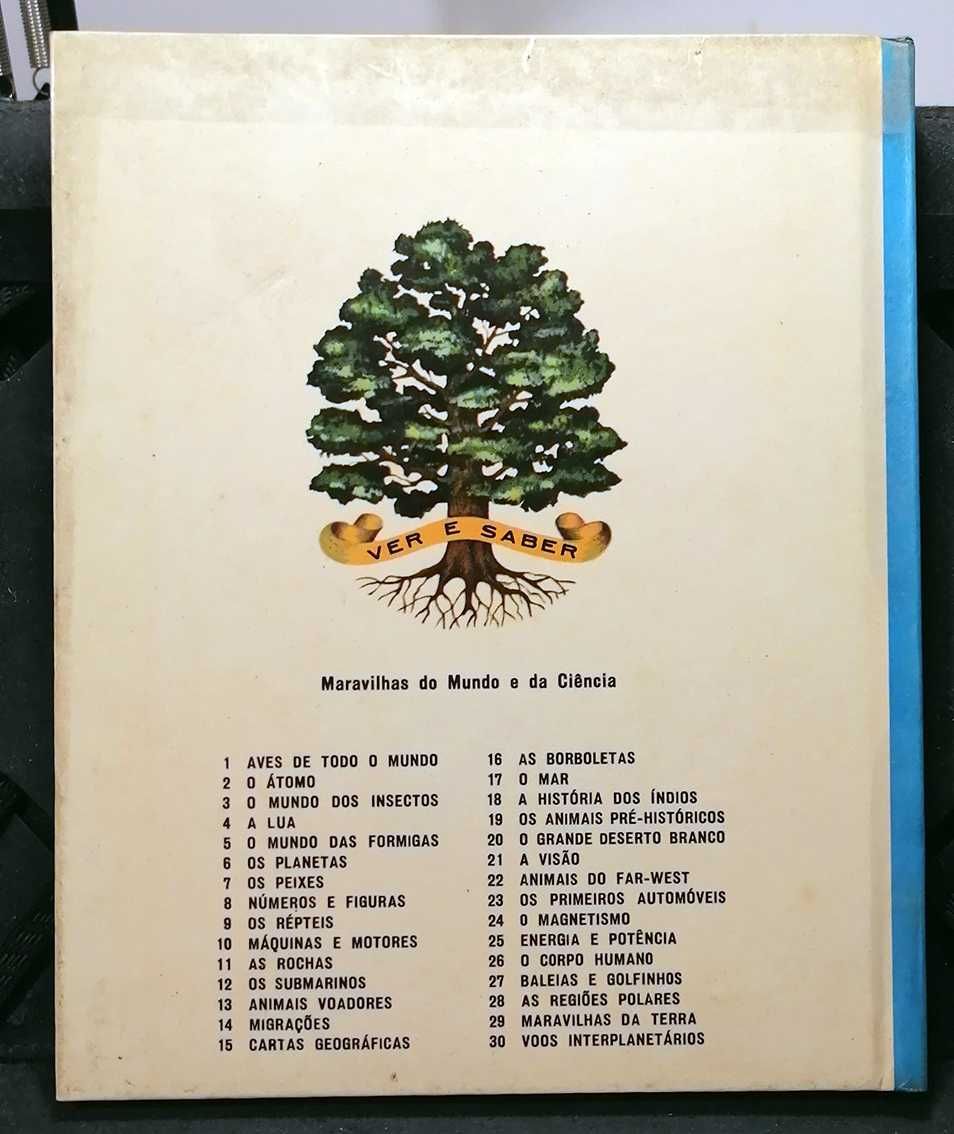 VER E SABER
Maravilhas do Mundo e da Ciência
1 AVES DE TODO O MUNDO
2 O ÁTOMO
3 O MUNDO DOS INSECTOS
4 A LUA
5 O MUNDO DAS FORMIGAS
6 OS PLANETAS
7 OS PEIXES
8 NÚMEROS E FIGURAS
9 OS RÉPTEIS
10 MÁQUINAS E MOTORES
11 AS ROCHAS
12 OS SUBMARINOS
13 ANIMAIS VOADORES
14 MIGRAÇÕES
15 CARTAS GEOGRÁFICAS
16 AS BORBOLETAS
17 O MAR
18 A HISTÓRIA DOS ÍNDIOS
19 OS ANIMAIS PRÉ-HISTÓRICOS
20 O GRANDE DESERTO BRANCO
21 A VISÃO
22 ANIMAIS DO FAR-WEST
23 OS PRIMEIROS AUTOMÓVEIS
24 O MAGNETISMO
25 ENERGIA E POTÊNCIA
26 O CORPO HUMANO
27 BALEIAS E GOLFINHOS
28 AS REGIÕES POLARES
29 MARAVILHAS DA TERRA
30 VOOS INTERPLANETÁRIOS